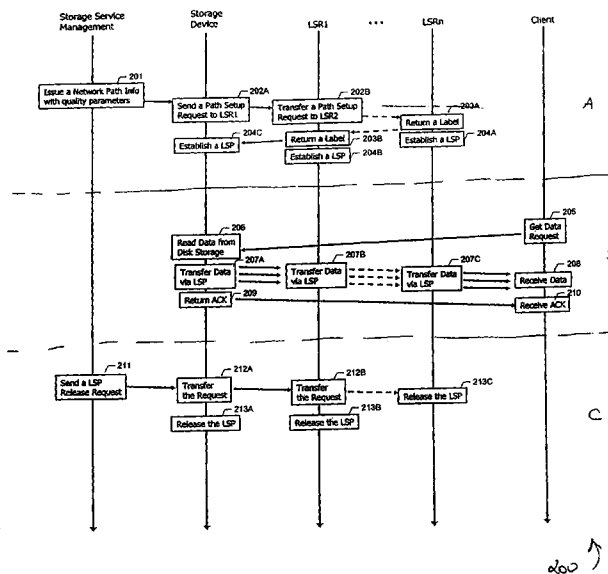 Storage Service
Management
Storage
Device
LSR1
...
LSRn
Client
201
Issue a Network Path Info
with quality parameters
202A
Send a Path Setup
Request to LSR1
202B
Transfer a Path Setup
Request to LSR2
203A
Return a Label
A
204C
Establish a LSP
Return a Label
203B
Establish a LSP
204A
Establish a LSP
204B
205
Get Data
Request
206
Read Data from
Disk Storage
207A
Transfer Data
via LSP
207B
Transfer Data
via LSP
207C
Transfer Data
via LSP
208
Receive Data
209
Return ACK
210
Receive ACK
211
Send a LSP
Release Request
212A
Transfer
the Request
212B
Transfer
the Request
213C
Release the LSP
213A
Release the LSP
213B
Release the LSP
C
200